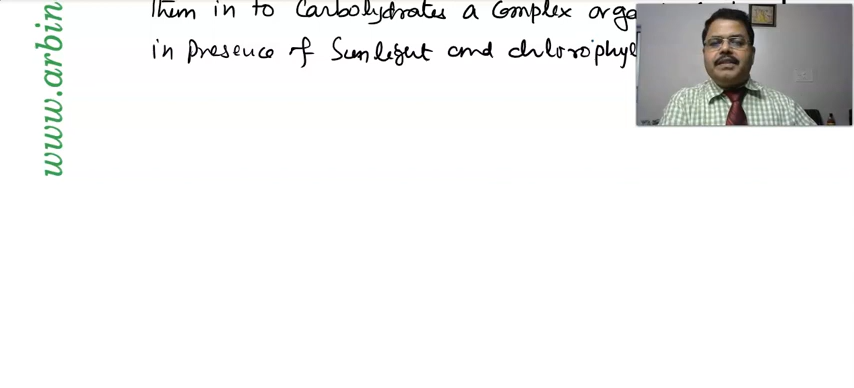 Them in to Carbohydrates a Complex orga
in Presence of Sunlight and chlorophyl
www.arbin